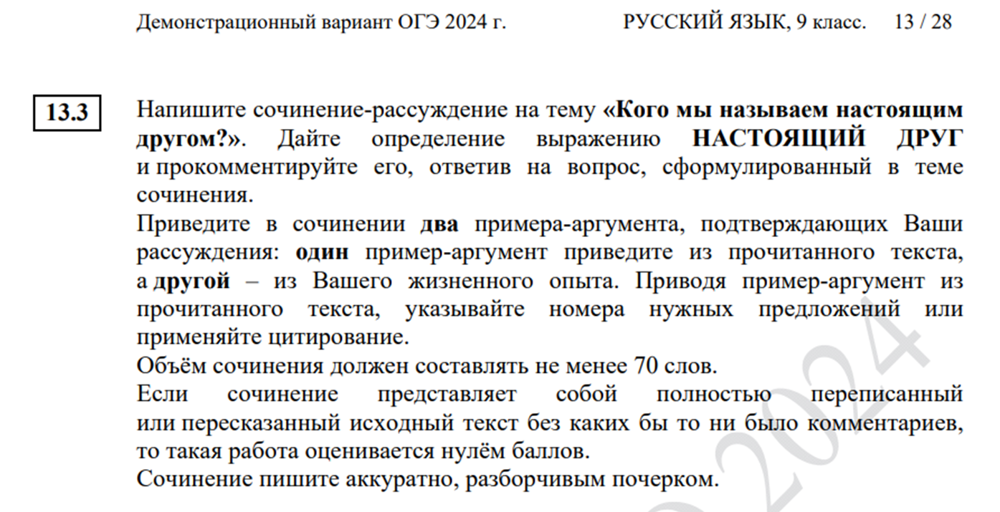 Демонстрационный вариант ОГЭ 2024 г. РУССКИЙ ЯЗЫК, 9 класс. 13 / 28
13.3 Напишите сочинение-рассуждение на тему «Кого мы называем настоящим
другом?». Дайте определение выражению НАСТОЯЩИЙ ДРУГ
и прокомментируйте его, ответив на вопрос, сформулированный в теме
сочинения.
Приведите в сочинении два примера-аргумента, подтверждающих Ваши
рассуждения: один пример-аргумент приведите из прочитанного текста,
а другой – из Вашего жизненного опыта. Приводя пример-аргумент из
прочитанного текста, указывайте номера нужных предложений или
применяйте цитирование.
Объём сочинения должен составлять не менее 70 слов.
Если сочинение представляет собой полностью переписанный
или пересказанный исходный текст без каких бы то ни было комментариев,
то такая работа оценивается нулём баллов.
Сочинение пишите аккуратно, разборчивым почерком.
2024